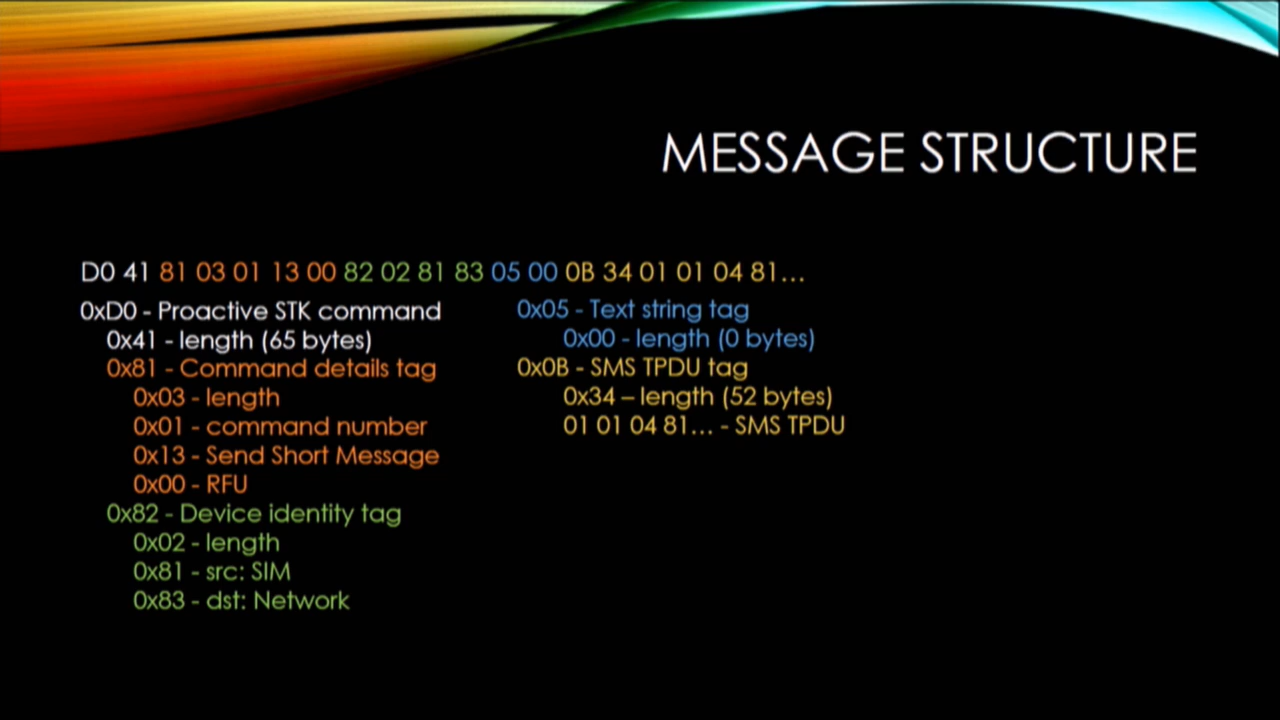 MESSAGE STRUCTURE
D0 41 81 03 01 13 00 82 02 81 83 05 00 0B 34 01 01 04 81…
0xD0 - Proactive STK command
0x41 - length (65 bytes)
0x81 - Command details tag
0x03 - length
0x01 - command number
0x13 - Send Short Message
0x00 - RFU
0x82 - Device identity tag
0x02 - length
0x81 - src: SIM
0x83 - dst: Network
0x05 - Text string tag
0x00 - length (0 bytes)
0x0B - SMS TPDU tag
0x34 – length (52 bytes)
01 01 04 81… - SMS TPDU